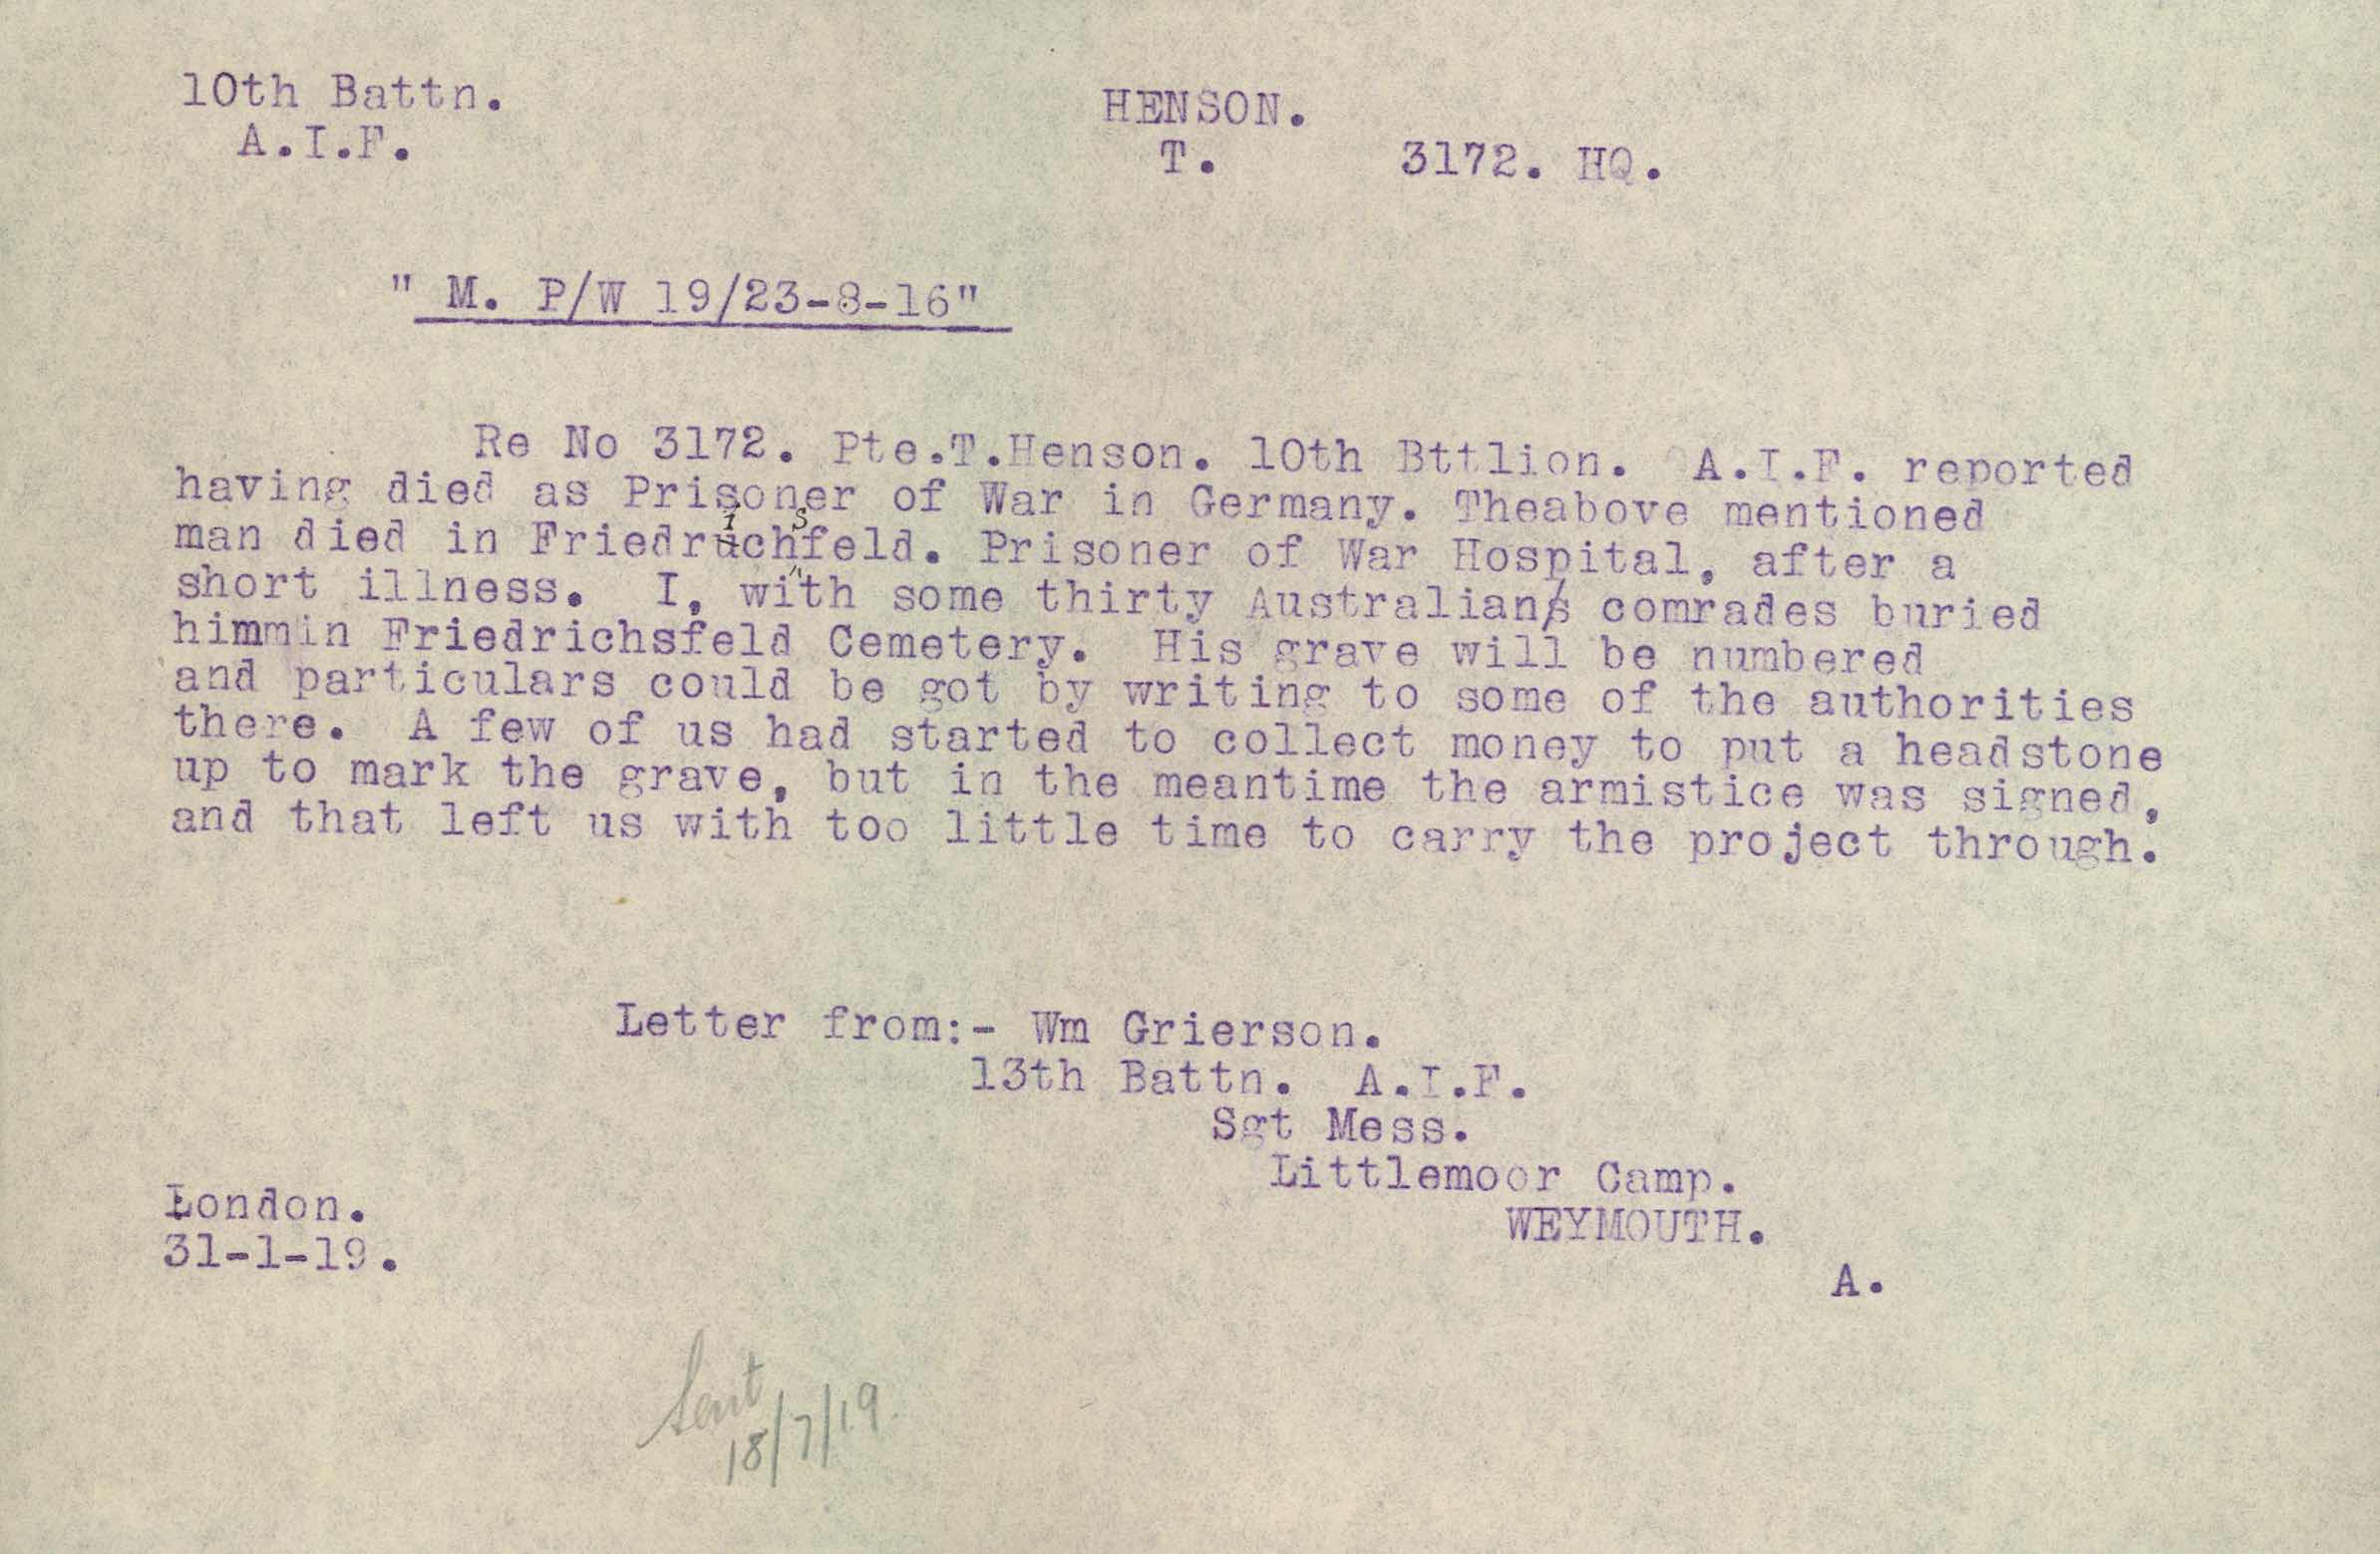 10th Battn.
A.I.F.
HENSON.
T. 3172. HQ.
" M. P/W 19/23-8-16"
Re No 3172. Pte.T.Henson. 10th Bttlion. A.I.F. reported
having died as Prisoner of War in Germany. Theabove mentioned
man died in Friedrichsfeld. Prisoner of War Hospital, after a
short illness. I, with some thirty Australian comrades buried
himmin Friedrichsfeld Cemetery. His grave will be numbered
and particulars could be got by writing to some of the authorities
there. A few of us had started to collect money to put a headstone
up to mark the grave, but in the meantime the armistice was signed,
and that left us with too little time to carry the project through.
Letter from:- Wm Grierson.
13th Battn. A.I.F.
Sgt Mess.
Littlemoor Camp.
WEYMOUTH.
London.
31-1-19.
A.
Sent
18/7/19.